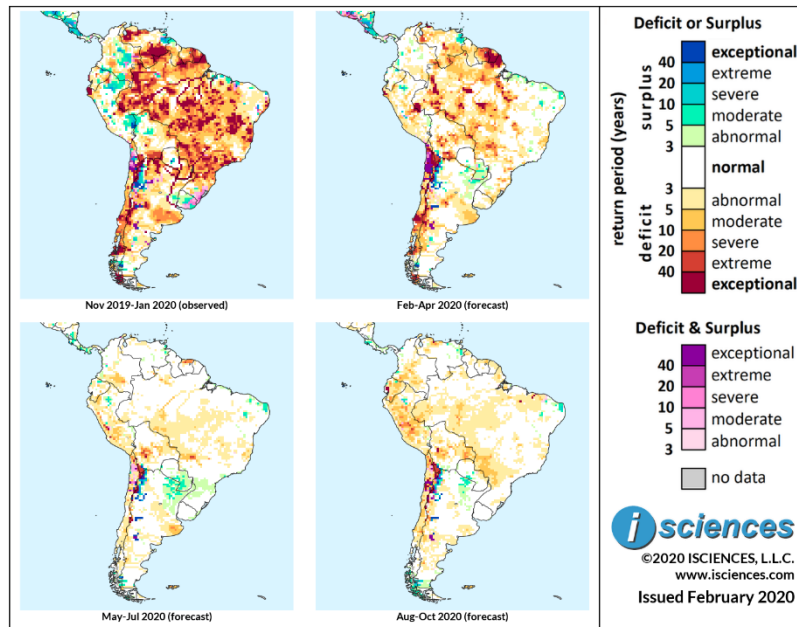 Nov 2019-Jan 2020 (observed)
Feb-Apr 2020 (forecast)
May-Jul 2020 (forecast)
Aug-Oct 2020 (forecast)
Deficit or Surplus
return period (years)
surplus
deficit
exceptional
40
extreme
20
severe
10
moderate
5
abnormal
3
normal
3
abnormal
5
moderate
10
severe
20
extreme
40
exceptional
Deficit & Surplus
exceptional
40
extreme
20
severe
10
moderate
5
abnormal
3
no data
i sciences
©2020 ISCIENCES, L.L.C.
www.isciences.com
Issued February 2020